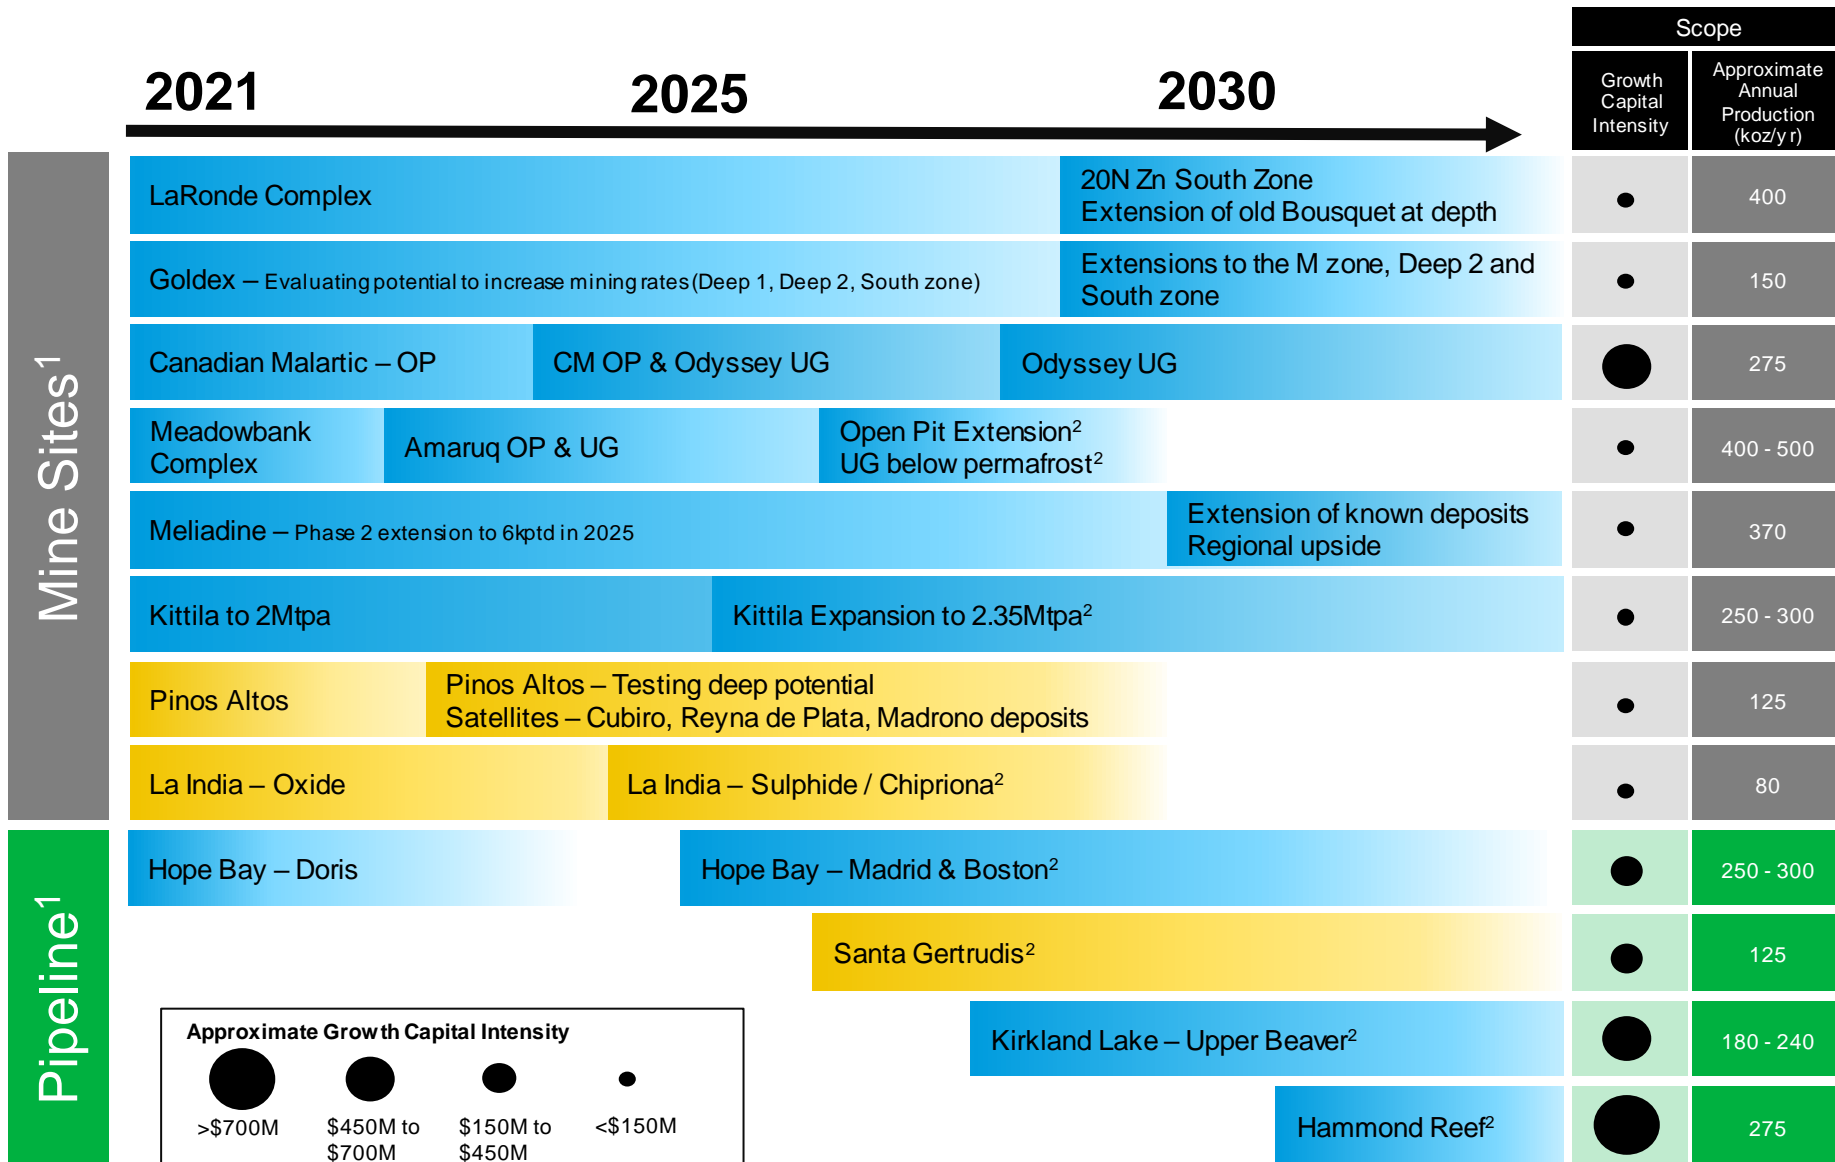 Scope
2021
2025
2030
Growth
Capital
Intensity
Approximate
Annual
Production
(koz/yr)
Mine Sites1
LaRonde Complex
20N Zn South Zone
Extension of old Bousquet at depth
400
Goldex – Evaluating potential to increase mining rates (Deep 1, Deep 2, South zone)
Extensions to the M zone, Deep 2 and
South zone
150
Canadian Malartic – OP
CM OP & Odyssey UG
Odyssey UG
275
Meadowbank
Complex
Amaruq OP & UG
Open Pit Extension2
UG below permafrost2
400 - 500
Meliadine – Phase 2 extension to 6kptd in 2025
Extension of known deposits
Regional upside
370
Kittila to 2Mtpa
Kittila Expansion to 2.35Mtpa2
250 - 300
Pinos Altos
Pinos Altos – Testing deep potential
Satellites – Cubiro, Reyna de Plata, Madrono deposits
125
La India – Oxide
La India – Sulphide / Chipriona2
80
Pipeline1
Hope Bay – Doris
Hope Bay – Madrid & Boston2
250 - 300
Santa Gertrudis2
125
Kirkland Lake – Upper Beaver2
180 - 240
Hammond Reef2
275
Approximate Growth Capital Intensity
>$700M
$450M to
$700M
$150M to
$450M
<$150M